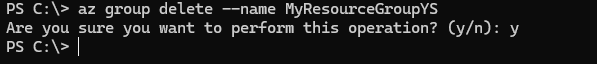 PS C:\> az group delete --name MyResourceGroupYS
Are you sure you want to perform this operation? (y/n): y
PS C:\>